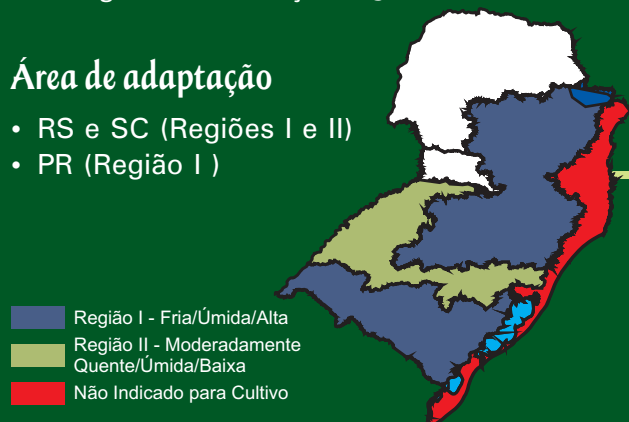 Área de adaptação
• RS e SC (Regiões I e II)
• PR (Região I )
Região I - Fria/Úmida/Alta
Região II - Moderadamente
Quente/Úmida/Baixa
Não Indicado para Cultivo